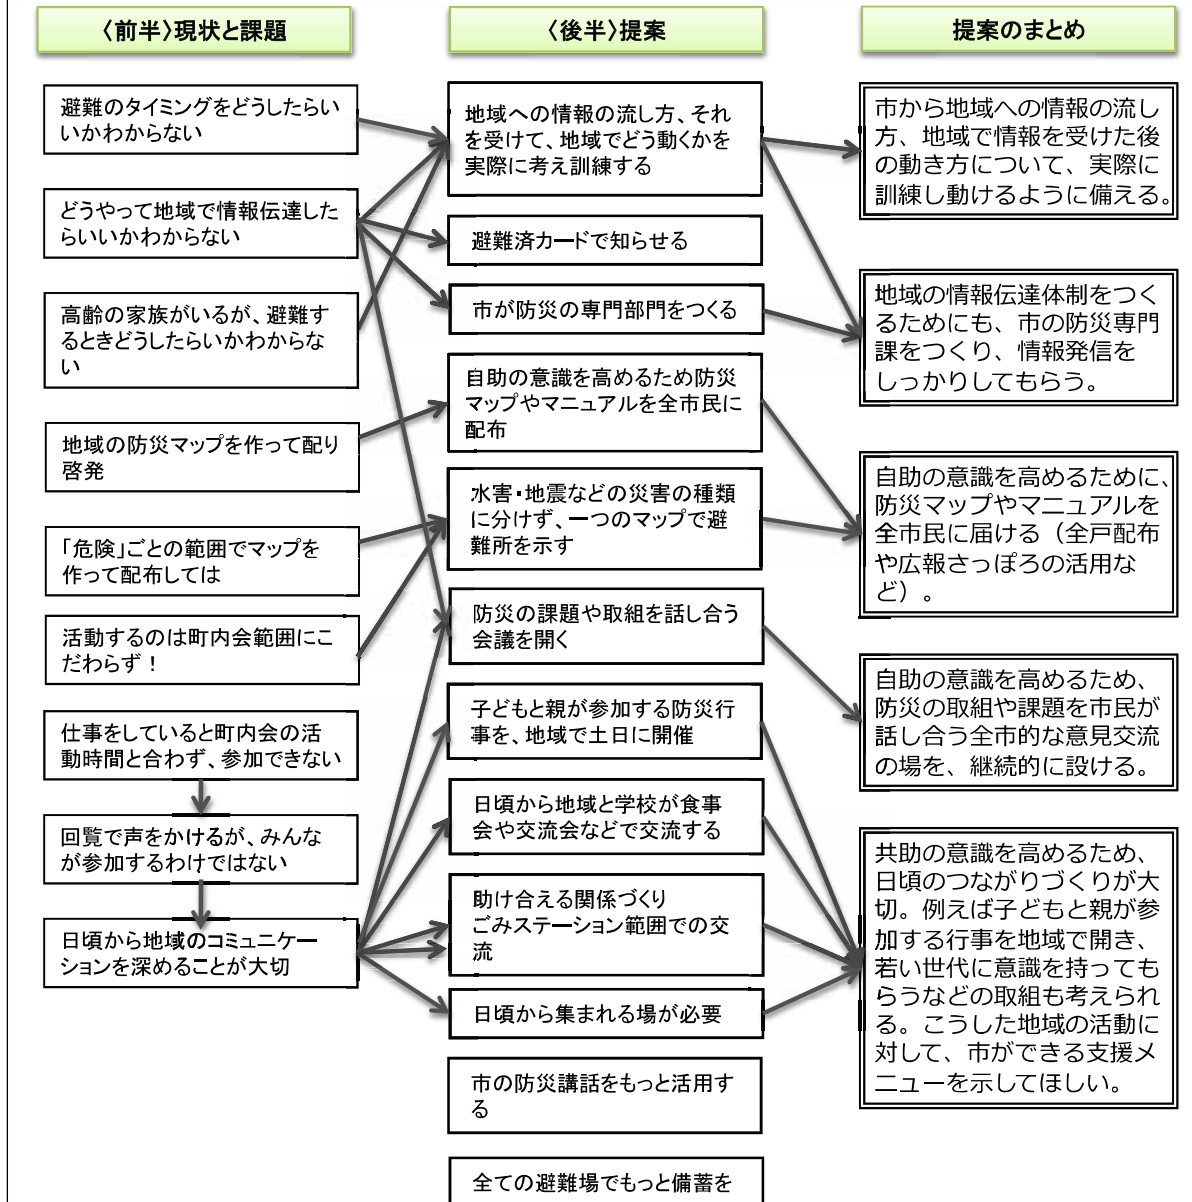 〈前半〉現状と課題
避難のタイミングをどうしたらい
いかわからない
どうやって地域で情報伝達した
らいいかわからない
高齢の家族がいるが、避難す
るときどうしたらいかわからな
い
地域の防災マップを作って配り
啓発
「危険」ごとの範囲でマップを
作って配布しては
活動するのは町内会範囲にこ
だわらず！
仕事をしていると町内会の活
動時間と合わず、参加できない
回覧で声をかけるが、みんな
が参加するわけではない
日頃から地域のコミュニケー
ションを深めることが大切
〈後半〉提案
地域への情報の流し方、それ
を受けて、地域でどう動くかを
実際に考え訓練する
避難済カードで知らせる
市が防災の専門部門をつくる
自助の意識を高めるため防災
マップやマニュアルを全市民に
配布
水害・地震などの災害の種類
に分けず、一つのマップで避
難所を示す
防災の課題や取組を話し合う
会議を開く
子どもと親が参加する防災行
事を、地域で土日に開催
日頃から地域と学校が食事
会や交流会などで交流する
助け合える関係づくり
ごみステーション範囲での交
流
日頃から集まれる場が必要
市の防災講話をもっと活用す
る
全ての避難場でもっと備蓄を
提案のまとめ
市から地域への情報の流し
方、地域で情報を受けた後
の動き方について、実際に
訓練し動けるように備える。
地域の情報伝達体制をつく
るためにも、市の防災専門
課をつくり、情報発信を
しっかりしてもらう。
自助の意識を高めるために、
防災マップやマニュアルを
全市民に届ける（全戸配布
や広報さっぽろの活用な
ど）。
自助の意識を高めるため、
防災の取組や課題を市民が
話し合う全市的な意見交流
の場を、継続的に設ける。
共助の意識を高めるため、
日頃のつながりづくりが大
切。例えば子どもと親が参
加する行事を地域で開き、
若い世代に意識を持っても
らうなどの取組も考えられ
る。こうした地域の活動に
対して、市ができる支援メ
ニューを示してほしい。